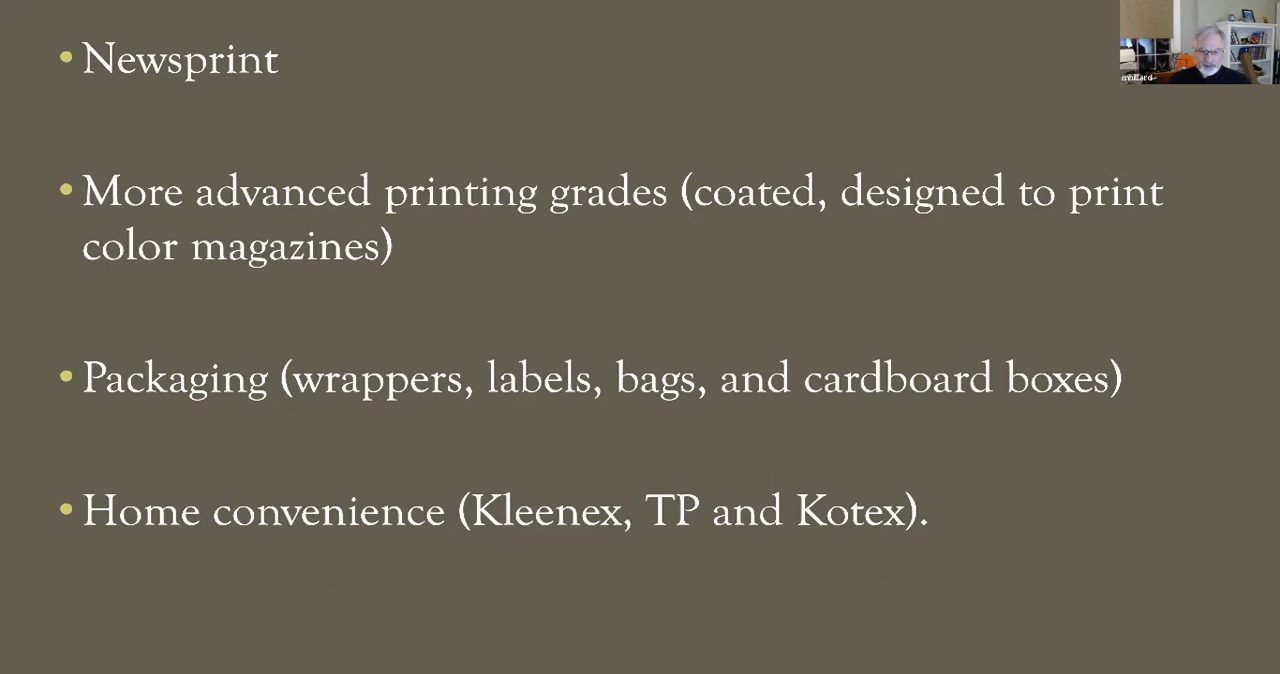 • Newsprint
• More advanced printing grades (coated, designed to print
color magazines)
• Packaging (wrappers, labels, bags, and cardboard boxes)
• Home convenience (Kleenex, TP and Kotex).